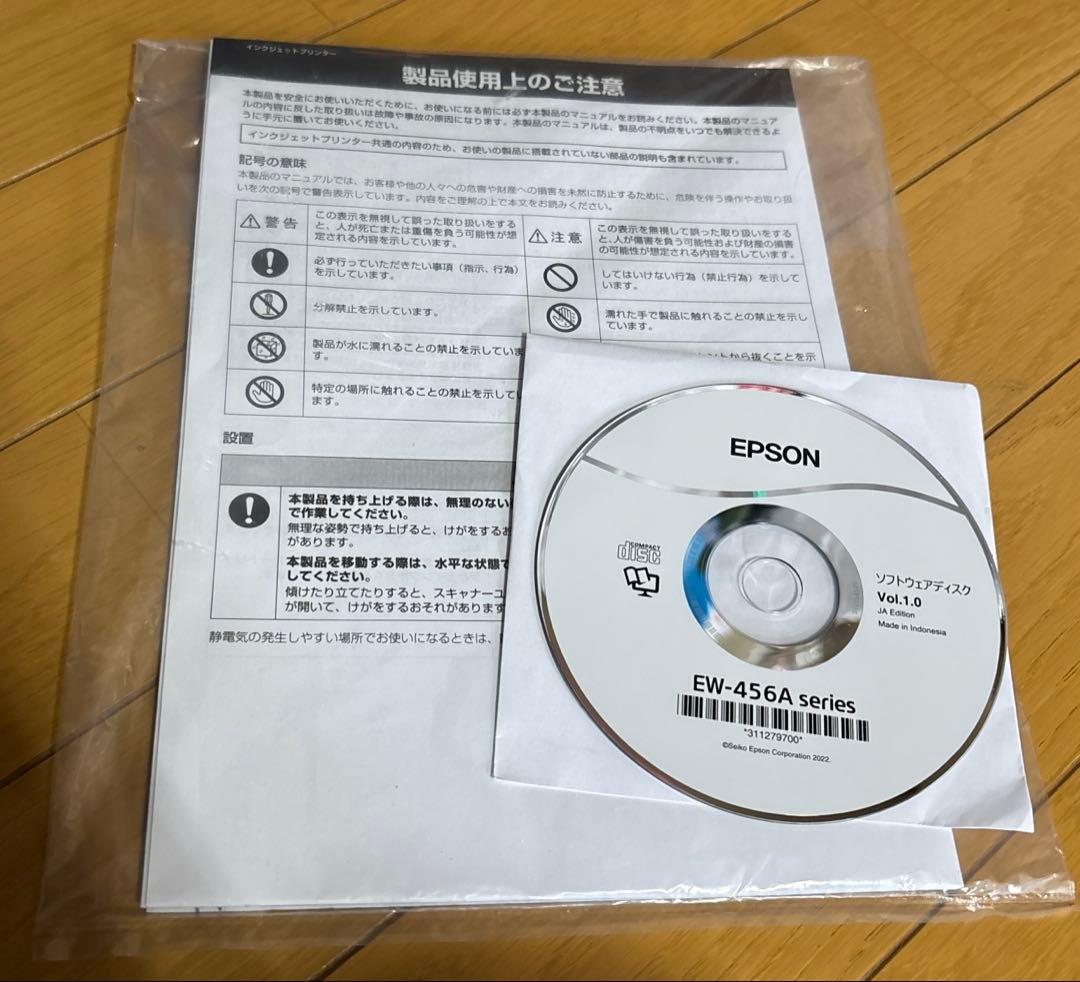 インクジェットプリンター
製品使用上のご注意
本製品を安全にお使いいただくために、お使いになる前には必ず本製品のマニュアルをお読みください。本製品のマニュア
ルの内容に反した取り扱いは故障や事故の原因になります。本製品のマニュアルは、製品の不明点をいつでも解決できるよ
うに手元に置いてお使いください。
インクジェットプリンター共通の内容のため、お使いの製品に搭載されていない部品の説明も含まれています。
記号の意味
本製品のマニュアルでは、お客様や他の人々への危害や財産への損害を未然に防止するために、危険を伴う操作やお取り扱
いを次の記号で警告表示しています。内容をご理解の上で本文をお読みください。
警告
この表示を無視して誤った取り扱いをする
と、人が死亡または重傷を負う可能性が想
定される内容を示しています。
注意
この表示を無視して誤った取り扱いをする
と、人が傷害を負う可能性および財産の損害
の可能性が想定される内容を示しています。
必ず行っていただきたい事項（指示、行為）
を示しています。
してはいけない行為（禁止行為）を示して
います。
分解禁止を示しています。
濡れた手で製品に触れることの禁止を示し
ています。
製品が水に濡れることの禁止を示していま
す。
ントから抜くことを示
特定の場所に触れることの禁止を示して
ます。
設置
本製品を持ち上げる際は、無理のない
で作業してください。
無理な姿勢で持ち上げると、けがをするお
があります。
本製品を移動する際は、水平な状態で
してください。
傾けたり立てたりすると、スキャナーユ
が開いて、けがをするおそれがあります
静電気の発生しやすい場所でお使いになるときは、
EPSON
COMPACT
disc
ソフトウェアディスク
Vol.1.0
JA Edition
Made in Indonesia
EW-456A series
*311279700*
©Seiko Epson Corporation 2022.